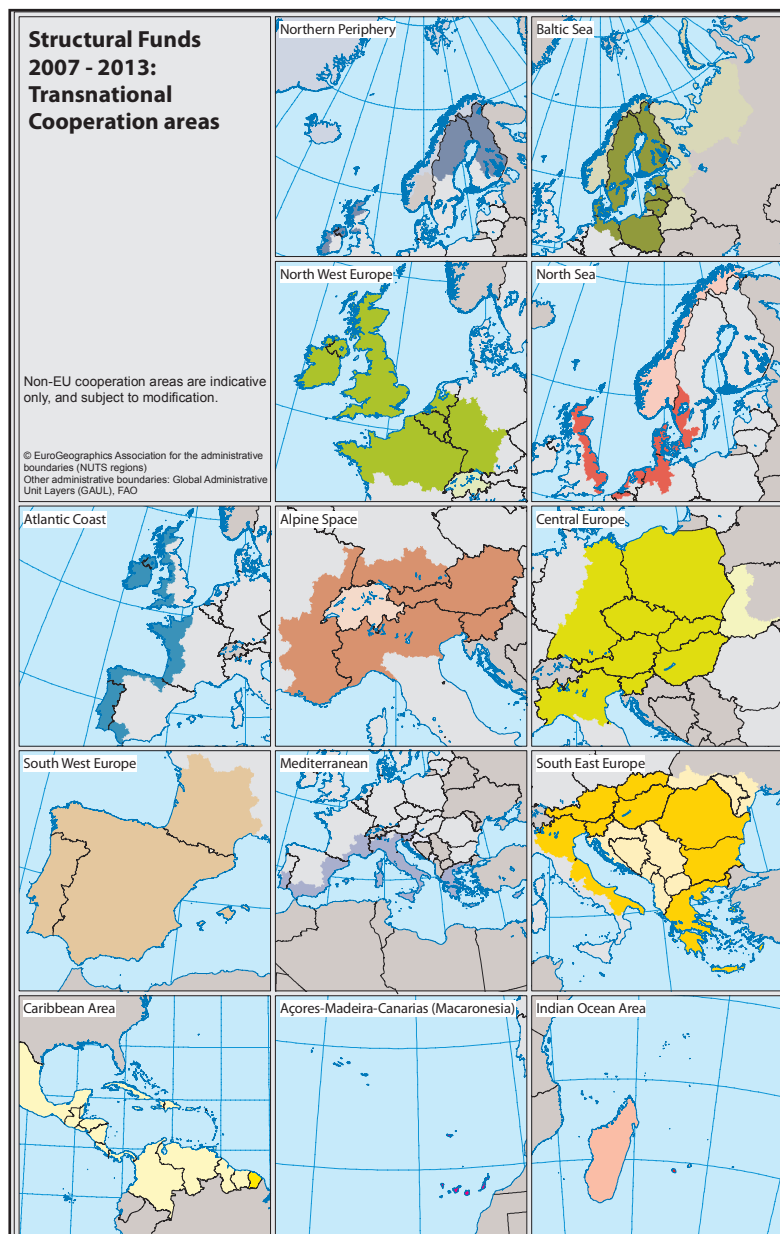 Structural Funds
2007 - 2013:
Transnational
Cooperation areas
Non-EU cooperation areas are indicative
only, and subject to modification.
© EuroGeographics Association for the administrative
boundaries (NUTS regions)
Other administrative boundaries: Global Administrative
Unit Layers (GAUL), FAO
Northern Periphery
Baltic Sea
North West Europe
North Sea
Atlantic Coast
Alpine Space
Central Europe
South West Europe
Mediterranean
South East Europe
Caribbean Area
Açores-Madeira-Canarias (Macaronesia)
Indian Ocean Area